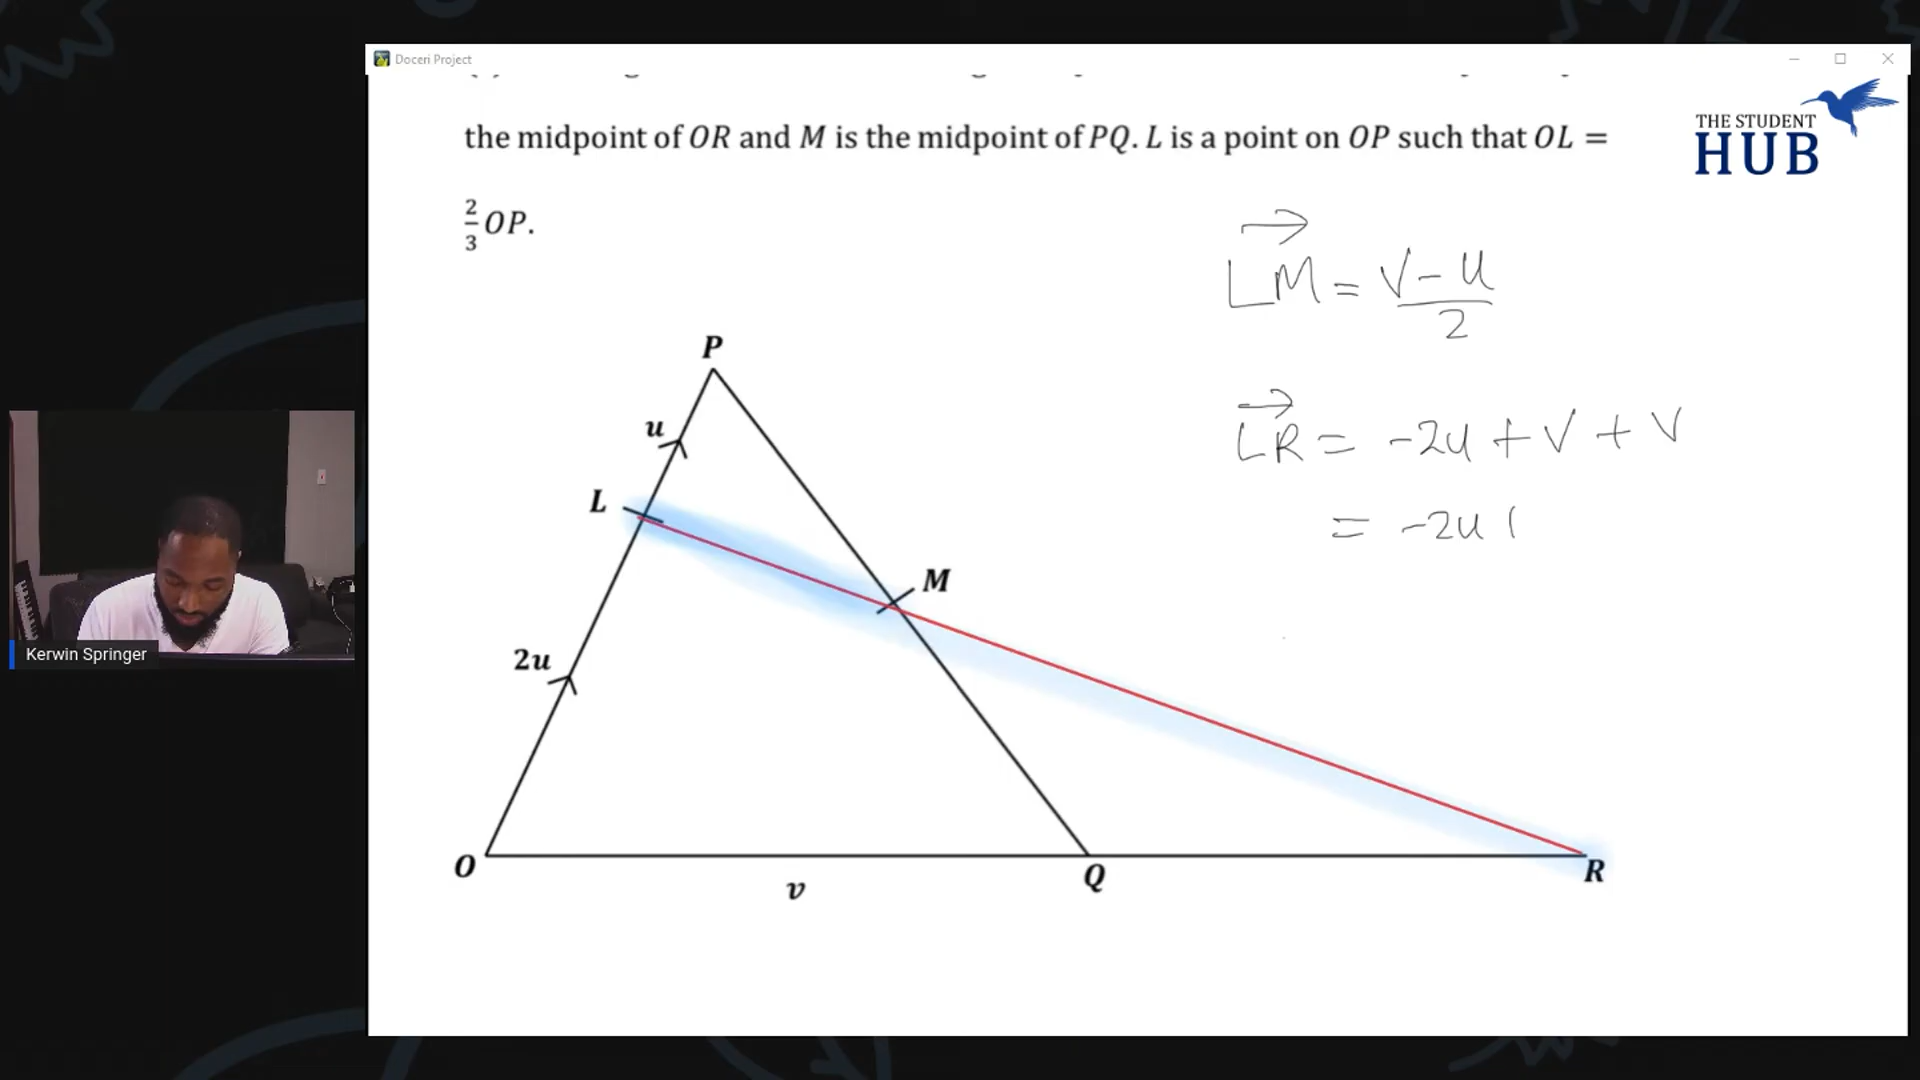 Doceri Project
THE STUDENT
HUB
the midpoint of OR and M is the midpoint of PQ. L is a point on OP such that OL =
2/3 OP.
LM = V - U / 2
LR = -2U + V + V
= -2U (
P
u
L
M
2u
O
v
Q
R
Kerwin Springer